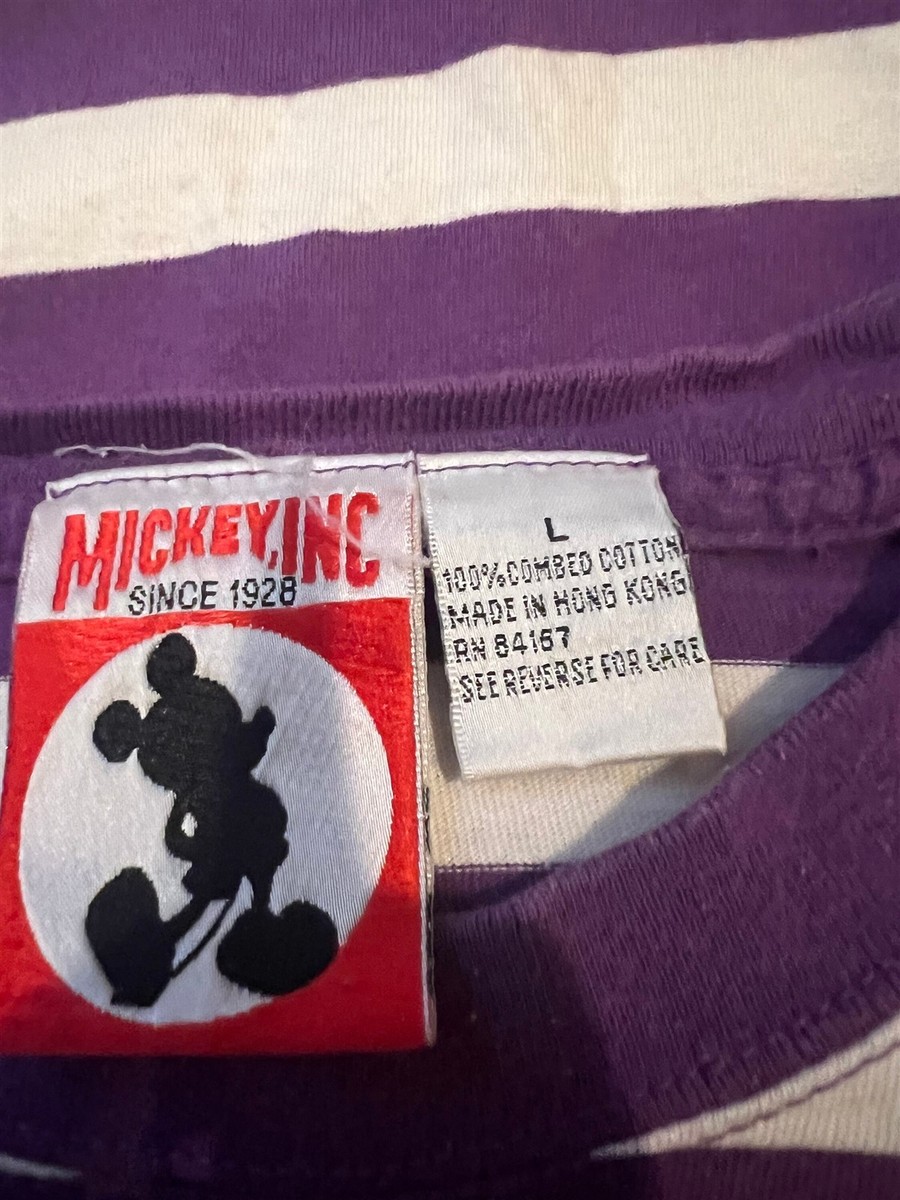 MICKEY, INC
SINCE 1928
L
100% COMBED COTTON
MADE IN HONG KONG
RN 84167
SEE REVERSE FOR CARE